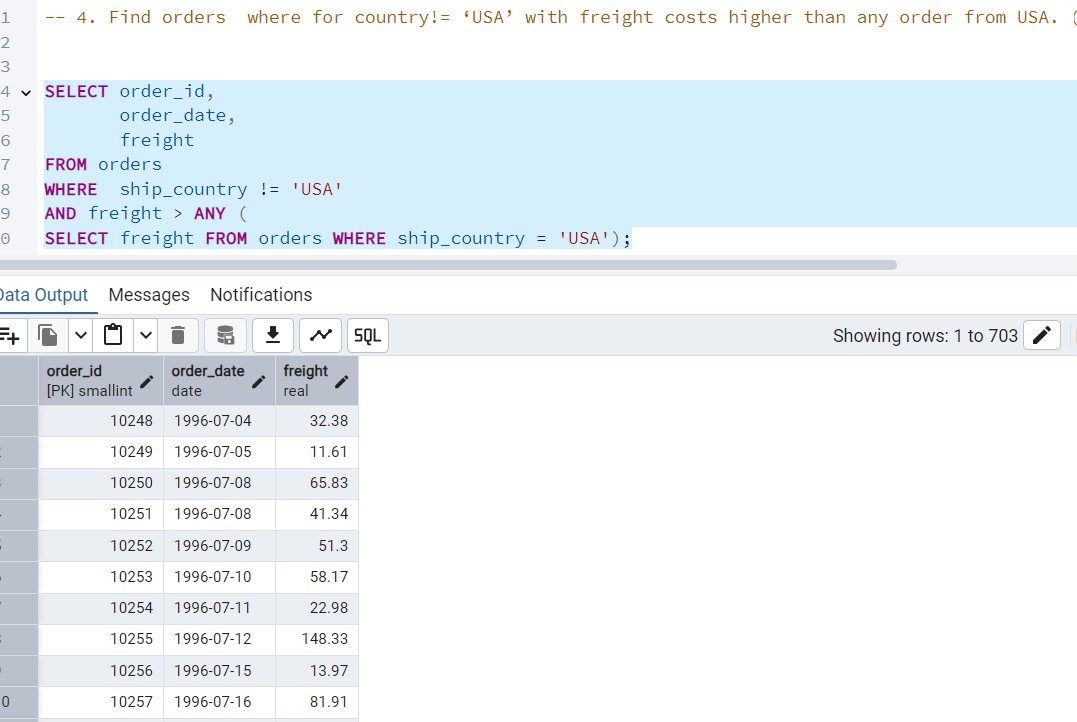 1 -- 4. Find orders  where for country!= ‘USA’ with freight costs higher than any order from USA. (
2
3
4 SELECT order_id,
5 order_date,
6 freight
7 FROM orders
8 WHERE  ship_country != 'USA'
9 AND freight > ANY (
0 SELECT freight FROM orders WHERE ship_country = 'USA');
Data Output Messages Notifications
SQL Showing rows: 1 to 703
order_id order_date freight
[PK] smallint date real
10248 1996-07-04 32.38
10249 1996-07-05 11.61
10250 1996-07-08 65.83
10251 1996-07-08 41.34
10252 1996-07-09 51.3
10253 1996-07-10 58.17
10254 1996-07-11 22.98
10255 1996-07-12 148.33
10256 1996-07-15 13.97
0 10257 1996-07-16 81.91